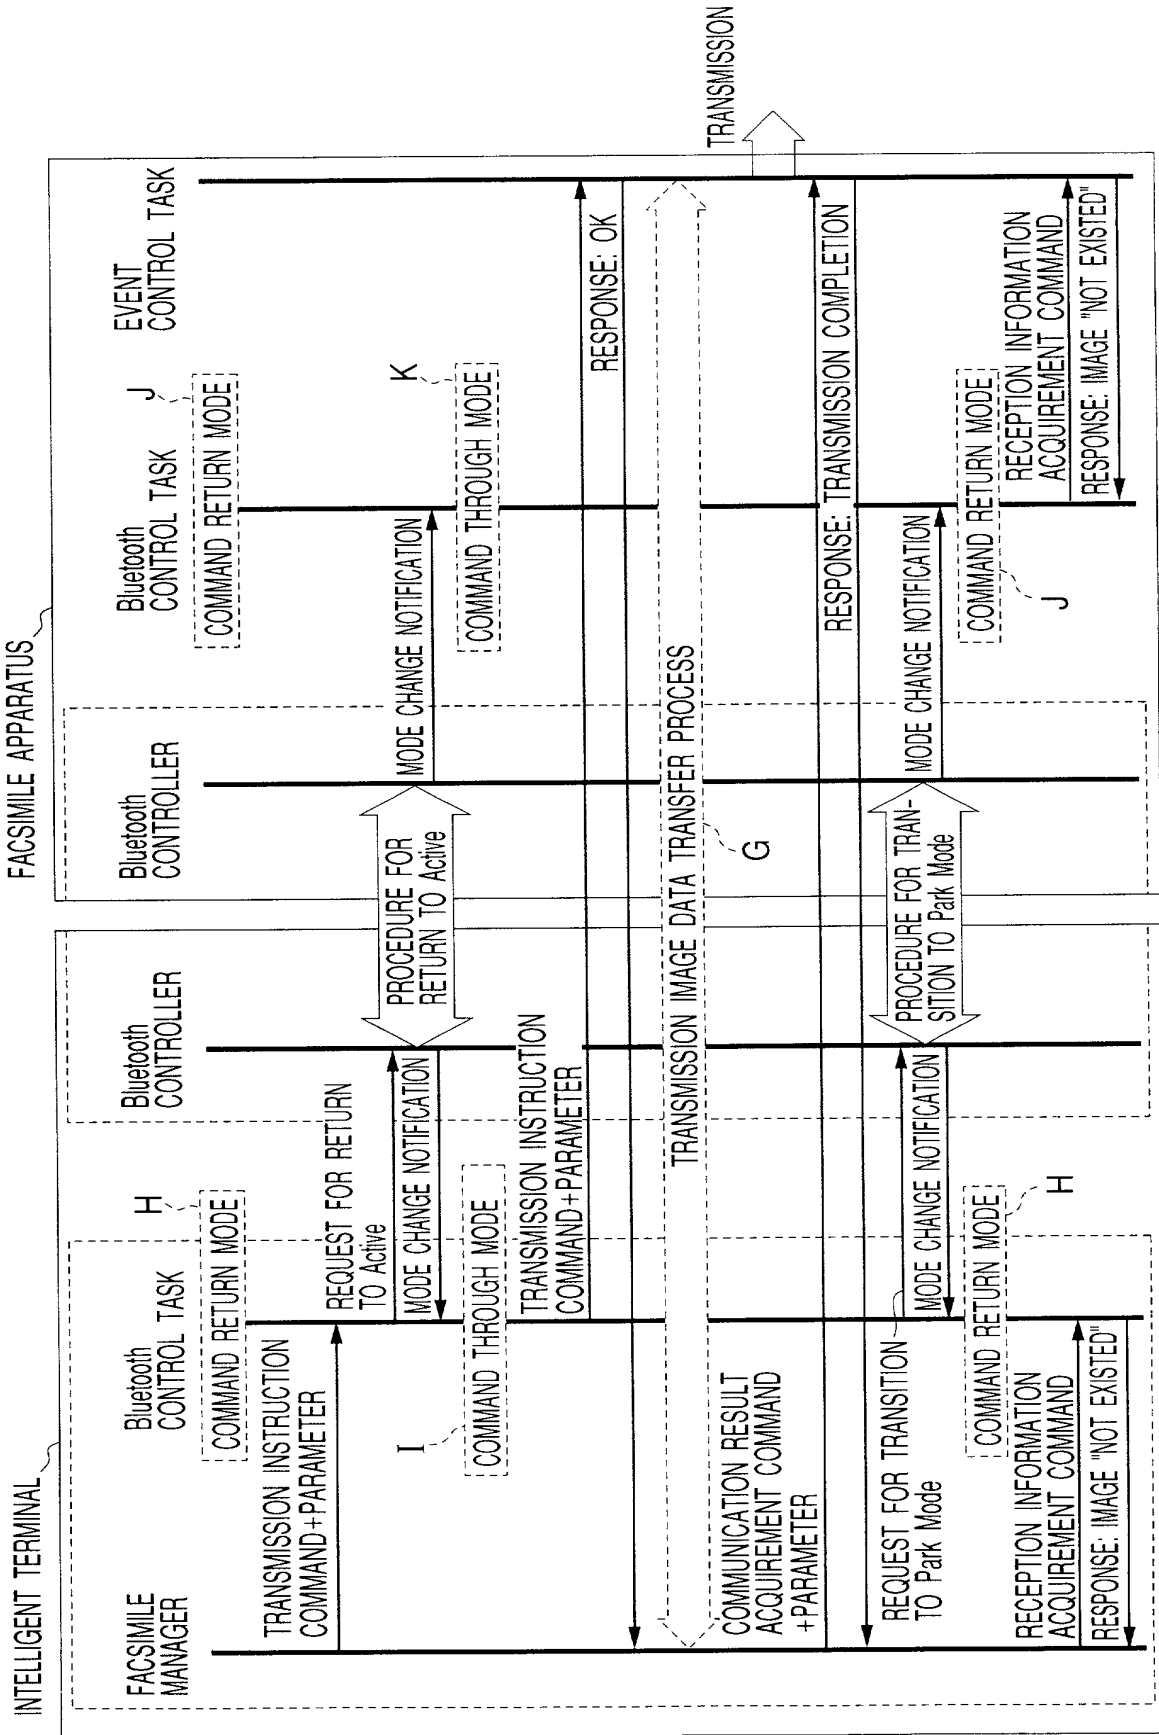 INTELLIGENT TERMINAL
FACSIMILE APPARATUS
FACSIMILE
MANAGER
Bluetooth
CONTROL TASK
Bluetooth
CONTROLLER
Bluetooth
CONTROLLER
Bluetooth
CONTROL TASK
EVENT
CONTROL TASK
COMMAND RETURN MODE
H
COMMAND RETURN MODE
J
TRANSMISSION INSTRUCTION
COMMAND+PARAMETER
REQUEST FOR RETURN
TO Active
PROCEDURE FOR
RETURN TO Active
MODE CHANGE NOTIFICATION
MODE CHANGE NOTIFICATION
I
COMMAND THROUGH MODE
K
COMMAND THROUGH MODE
TRANSMISSION INSTRUCTION
COMMAND+PARAMETER
RESPONSE: OK
TRANSMISSION IMAGE DATA TRANSFER PROCESS
G
TRANSMISSION
COMMUNICATION RESULT
ACQUIREMENT COMMAND
+PARAMETER
RESPONSE: TRANSMISSION COMPLETION
REQUEST FOR TRANSITION
TO Park Mode
PROCEDURE FOR TRAN-
SITION TO Park Mode
MODE CHANGE NOTIFICATION
MODE CHANGE NOTIFICATION
COMMAND RETURN MODE
H
COMMAND RETURN MODE
J
RECEPTION INFORMATION
ACQUIREMENT COMMAND
RESPONSE: IMAGE "NOT EXISTED"
RECEPTION INFORMATION
ACQUIREMENT COMMAND
RESPONSE: IMAGE "NOT EXISTED"